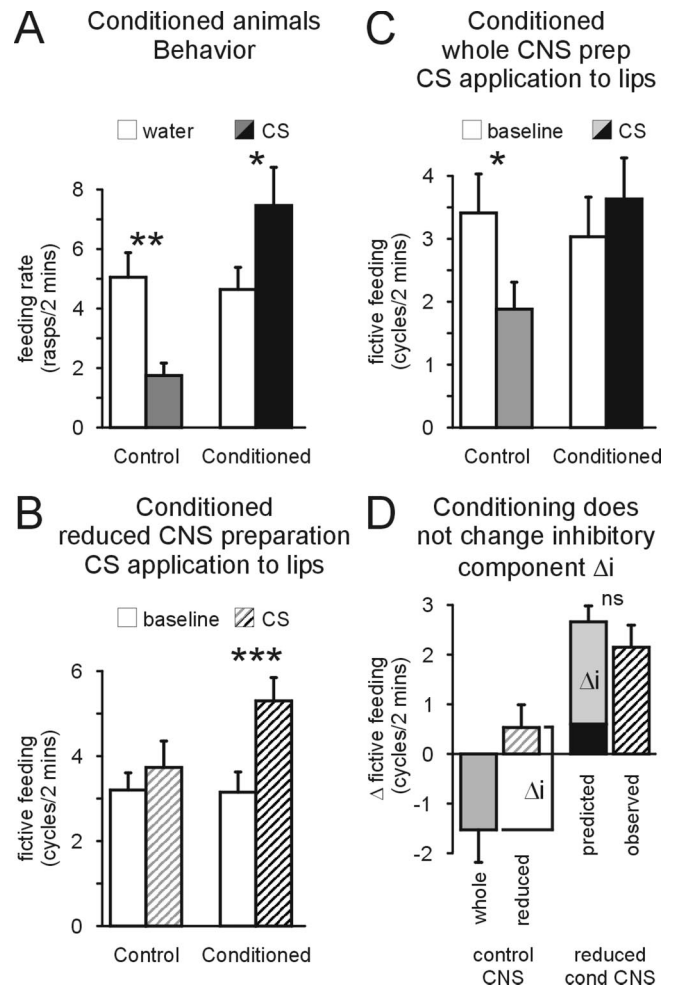 A
Conditioned animals
Behavior
water
CS
feeding rate
(rasps/2 mins)
8
6
4
2
0
**
*
Control
Conditioned
C
Conditioned
whole CNS prep
CS application to lips
baseline
CS
fictive feeding
(cycles/2 mins)
4
3
2
1
0
*
Control
Conditioned
B
Conditioned
reduced CNS preparation
CS application to lips
baseline
CS
fictive feeding
(cycles/2 mins)
6
4
2
0
***
Control
Conditioned
D
Conditioning does
not change inhibitory
component Δi
Δ fictive feeding
(cycles/2 mins)
3
2
1
0
-1
-2
ns
Δi
Δi
whole
reduced
predicted
observed
control
CNS
reduced
cond CNS